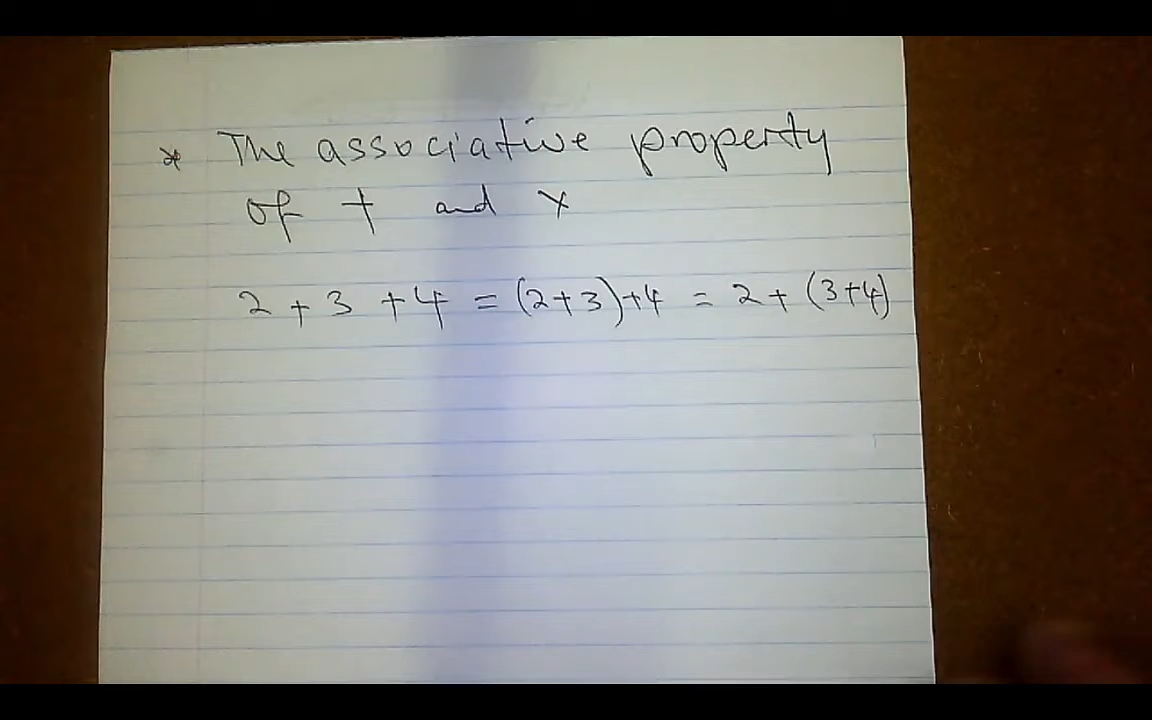 * The associative property
of + and ×
2 + 3 + 4 = (2+3)+4 = 2 + (3+4)